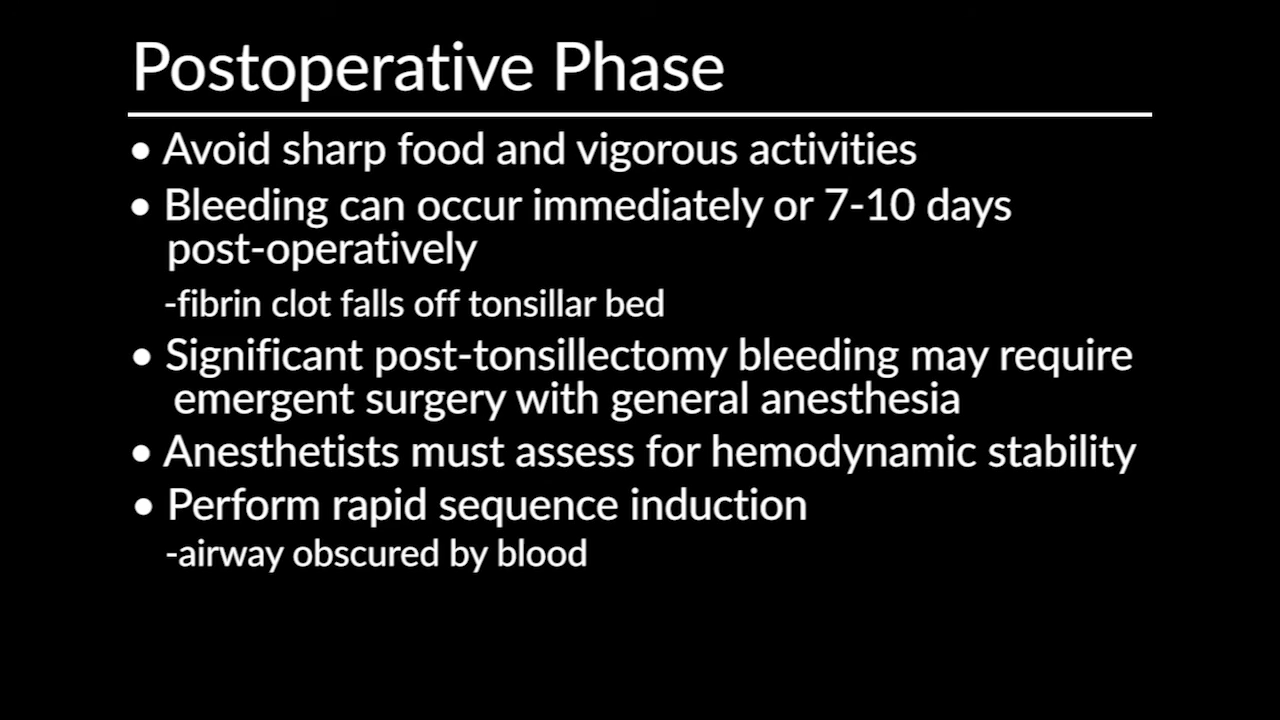 Postoperative Phase
• Avoid sharp food and vigorous activities
• Bleeding can occur immediately or 7-10 days
post-operatively
-fibrin clot falls off tonsillar bed
• Significant post-tonsillectomy bleeding may require
emergent surgery with general anesthesia
• Anesthetists must assess for hemodynamic stability
• Perform rapid sequence induction
-airway obscured by blood